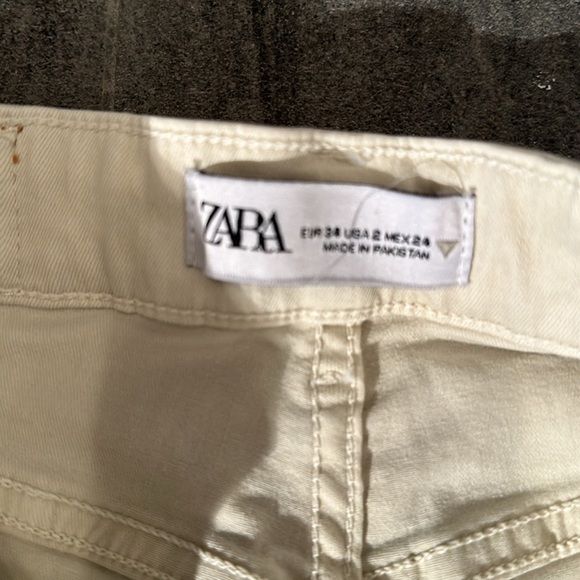 ZARA
EUR 34 USA 2 MEX 24
MADE IN PAKISTAN